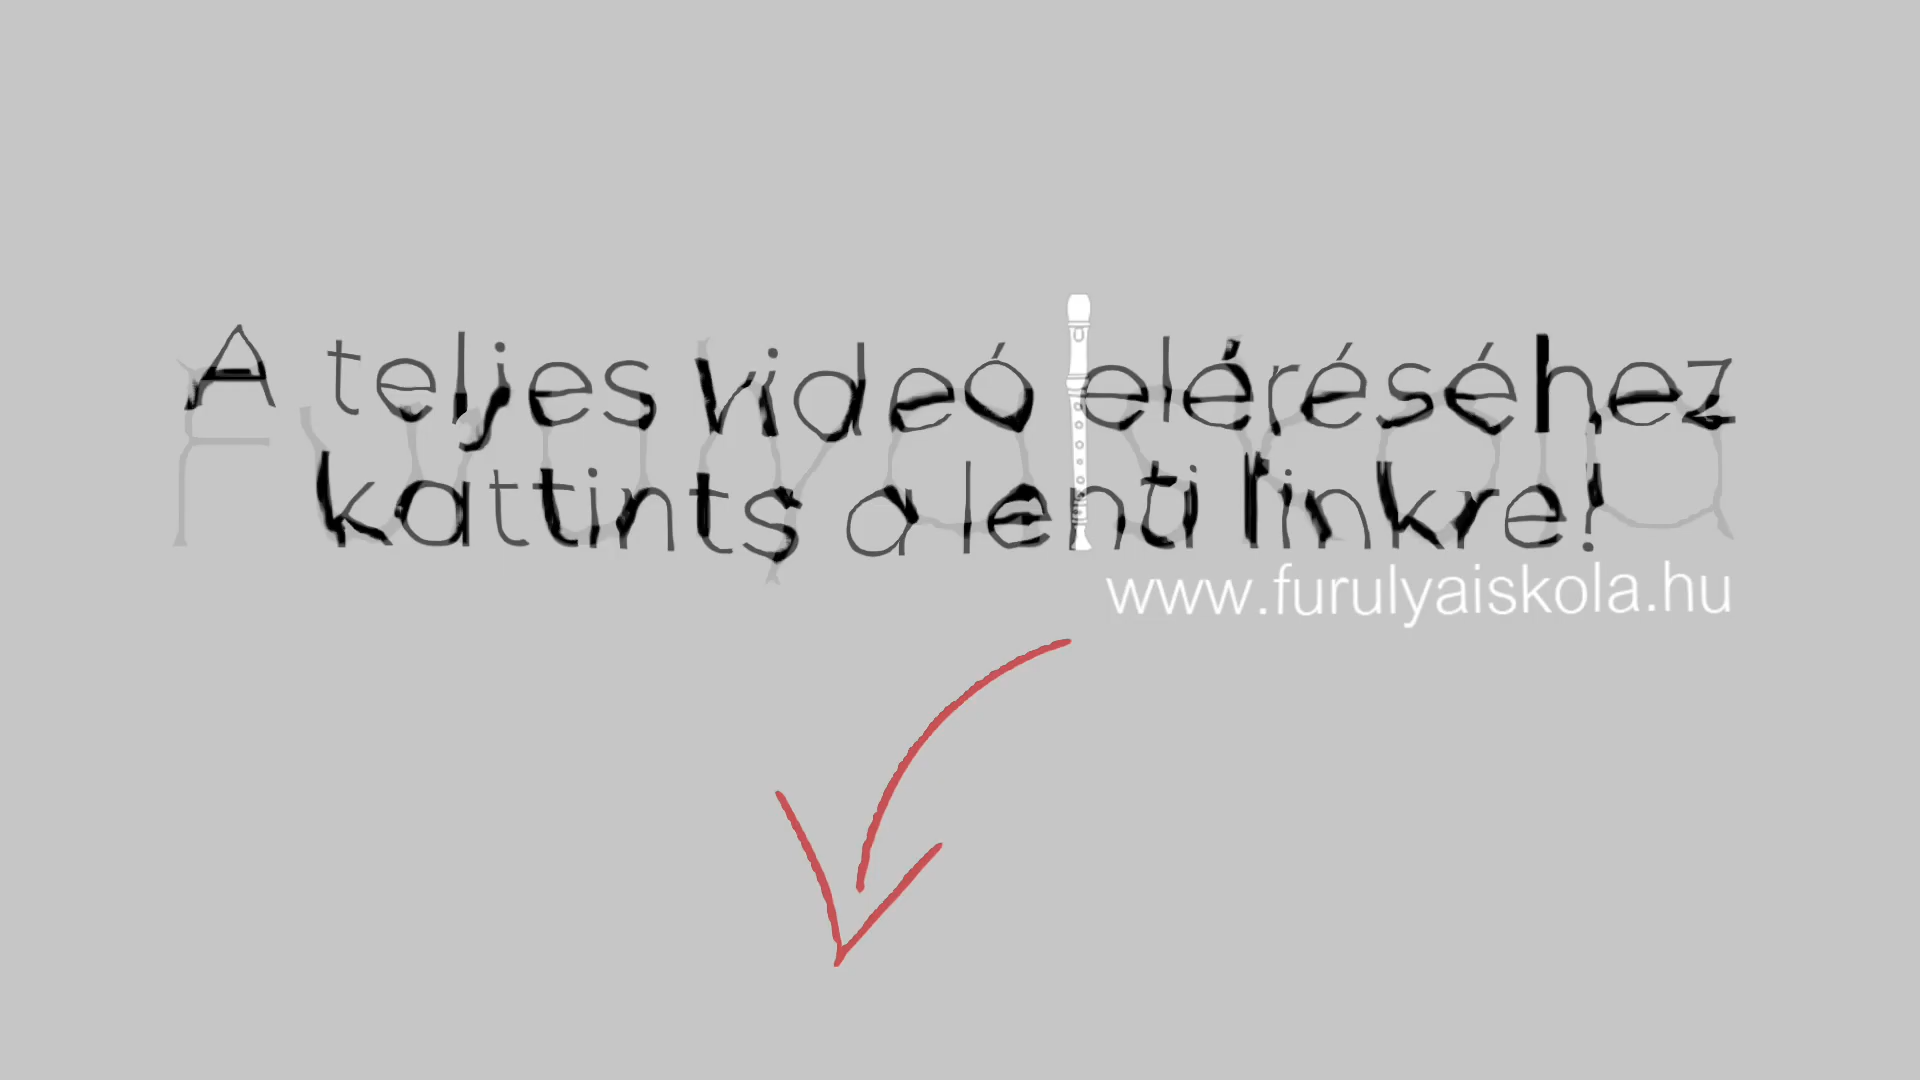 A teljes videó eléréséhez
kattints a lenti linkre!
www.furulyaiskola.hu